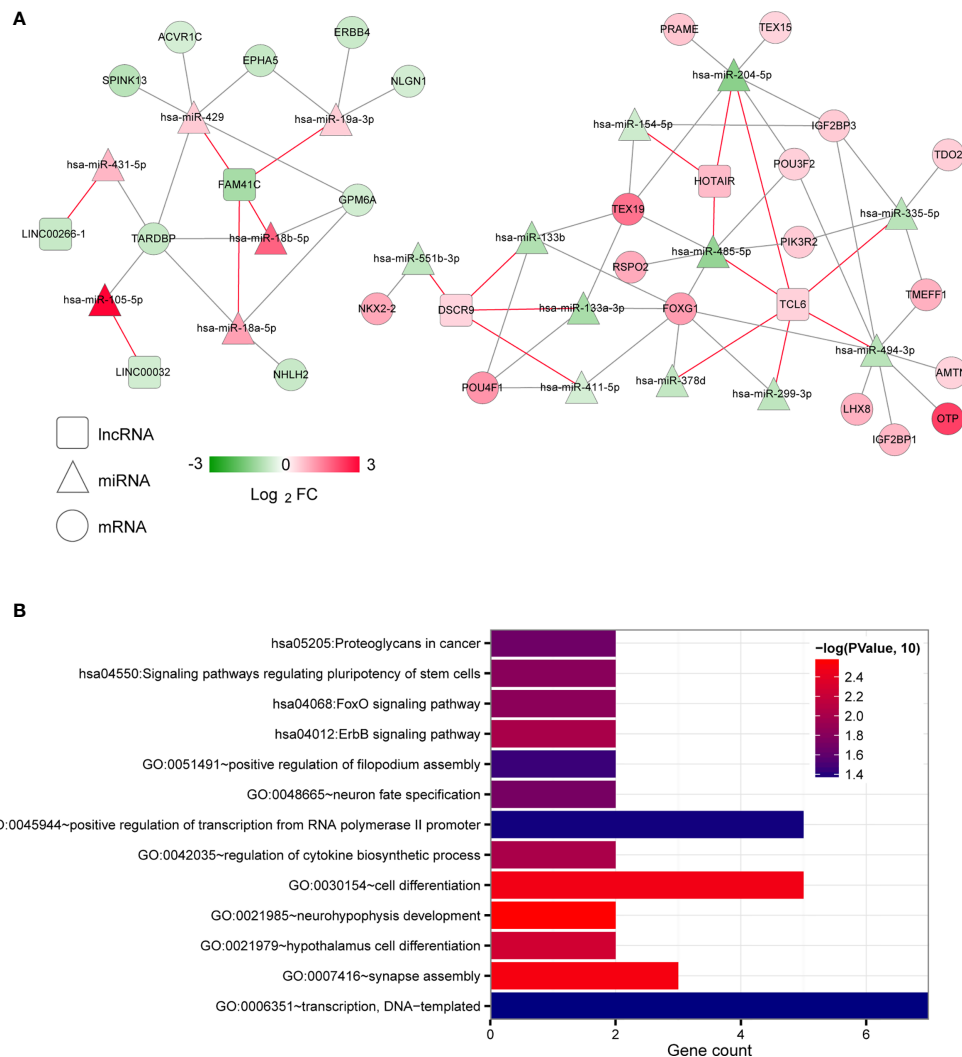 A
ACVR1C
ERBB4
EPHA5
SPINK13
NLGN1
hsa-miR-429
hsa-miR-19a-3p
hsa-miR-431-5p
FAM41C
GPM6A
LINC00266-1
TARDBP
hsa-miR-18b-5p
hsa-miR-105-5p
hsa-miR-18a-5p
LINC00032
NHLH2
PRAME
TEX15
hsa-miR-204-5p
hsa-miR-154-5p
IGF2BP3
HOTAIR
POU3F2
TDO2
TEX19
hsa-miR-335-5p
hsa-miR-133b
PIK3R2
hsa-miR-485-5p
hsa-miR-551b-3p
RSPO2
NKX2-2
DSCR9
hsa-miR-133a-3p
FOXG1
TCL6
TMEFF1
hsa-miR-494-3p
POU4F1
hsa-miR-411-5p
hsa-miR-378d
hsa-miR-299-3p
AMTN
LHX8
OTP
IGF2BP1
lncRNA
miRNA
mRNA
-3 0 3
Log 2 FC
B
hsa05205:Proteoglycans in cancer
hsa04550:Signaling pathways regulating pluripotency of stem cells
hsa04068:FoxO signaling pathway
hsa04012:ErbB signaling pathway
GO:0051491~positive regulation of filopodium assembly
GO:0048665~neuron fate specification
O:0045944~positive regulation of transcription from RNA polymerase II promoter
GO:0042035~regulation of cytokine biosynthetic process
GO:0030154~cell differentiation
GO:0021985~neurohypophysis development
GO:0021979~hypothalamus cell differentiation
GO:0007416~synapse assembly
GO:0006351~transcription, DNA−templated
0 2 4 6
Gene count
−log(PValue, 10)
2.4
2.2
2.0
1.8
1.6
1.4